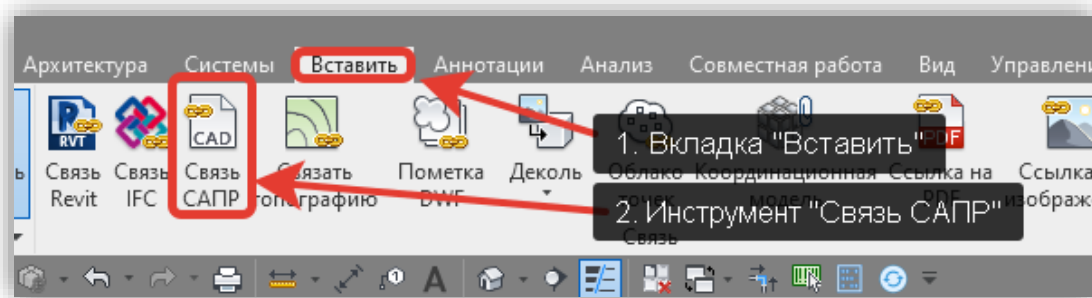 Архитектура Системы Вставить Аннотации Анализ Совместная работа Вид Управлени
RVT CAD PDF
Связь Revit
Связь IFC
Связь САПР
Связать топографию
Пометка DWF
Деколь
Облако точек
Координационная модель
Ссылка на PDF
Ссылка изображ
Связь
1. Вкладка "Вставить"
2. Инструмент "Связь САПР"